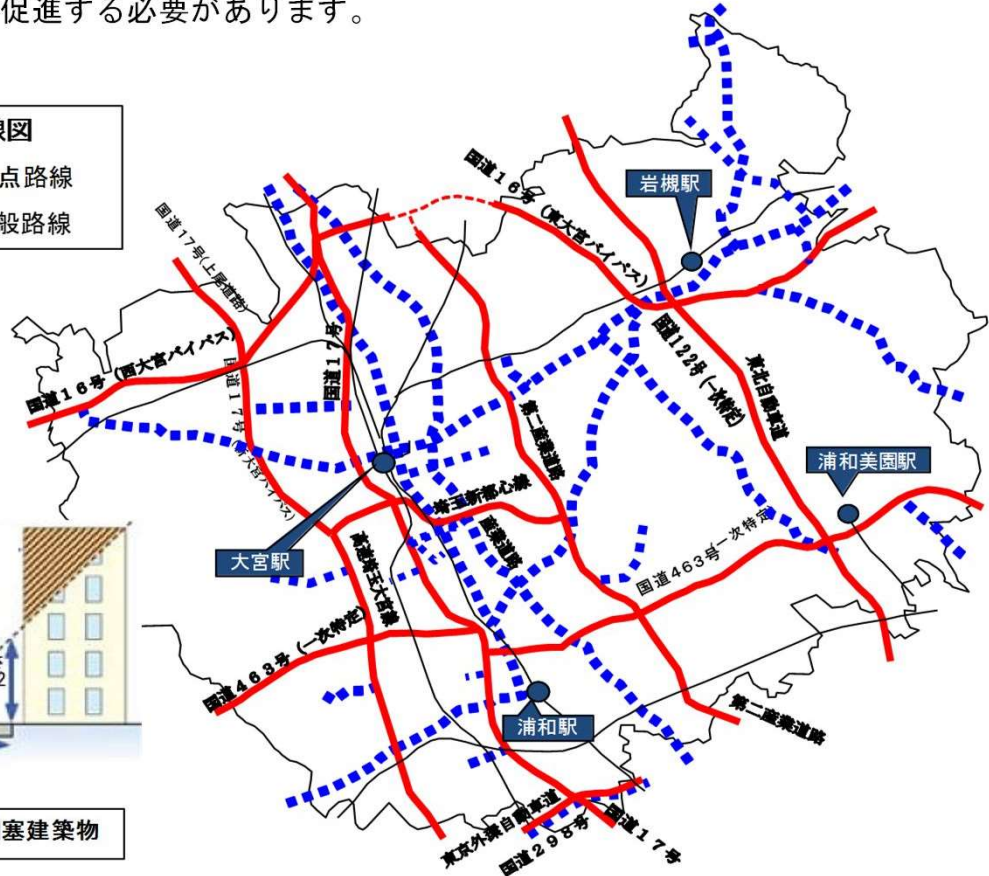 促進する必要があります。
線図
点路線
般路線
国道16号（東大宮バイパス）
岩槻駅
国道17号(上尾道路)
国道17号
国道122号(一次特定)
東北自動車道
国道16号（西大宮バイパス）
国道17号（新大宮バイパス）
第二産業道路
浦和美園駅
埼玉新都心線
産業道路
大宮駅
高速埼玉大宮線
国道463号（一次特定）
国道463号（一次特定）
2
浦和駅
第二産業道路
塞建築物
東京外環自動車道
国道298号
国道17号